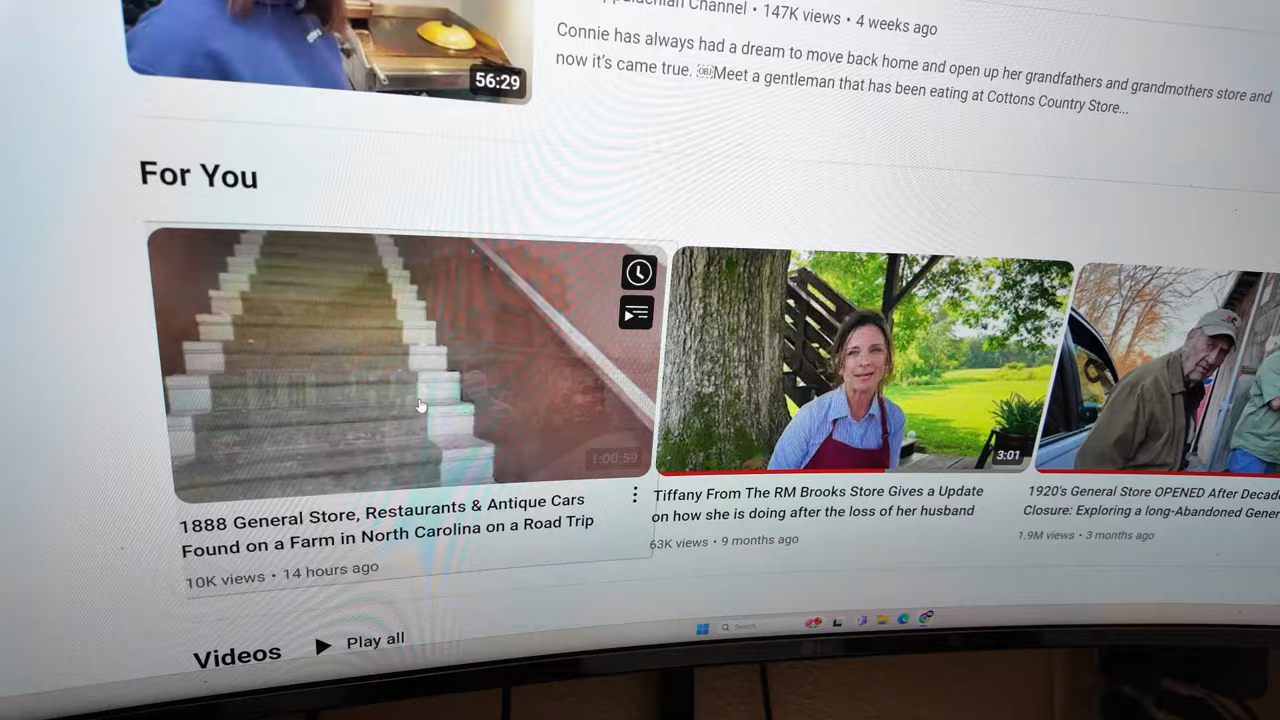 Channel • 147K views • 4 weeks ago
Connie has always had a dream to move back home and open up her grandfathers and grandmothers store and
now it's came true. OBJ Meet a gentleman that has been eating at Cottons Country Store...
56:29
For You
1:00:59
3:01
1888 General Store, Restaurants & Antique Cars
Found on a Farm in North Carolina on a Road Trip
10K views • 14 hours ago
Tiffany From The RM Brooks Store Gives a Update
on how she is doing after the loss of her husband
63K views • 9 months ago
1920's General Store OPENED After
Closure: Exploring a long-Abandoned
1.9M views • 3 months ago
Videos
Play all
Search